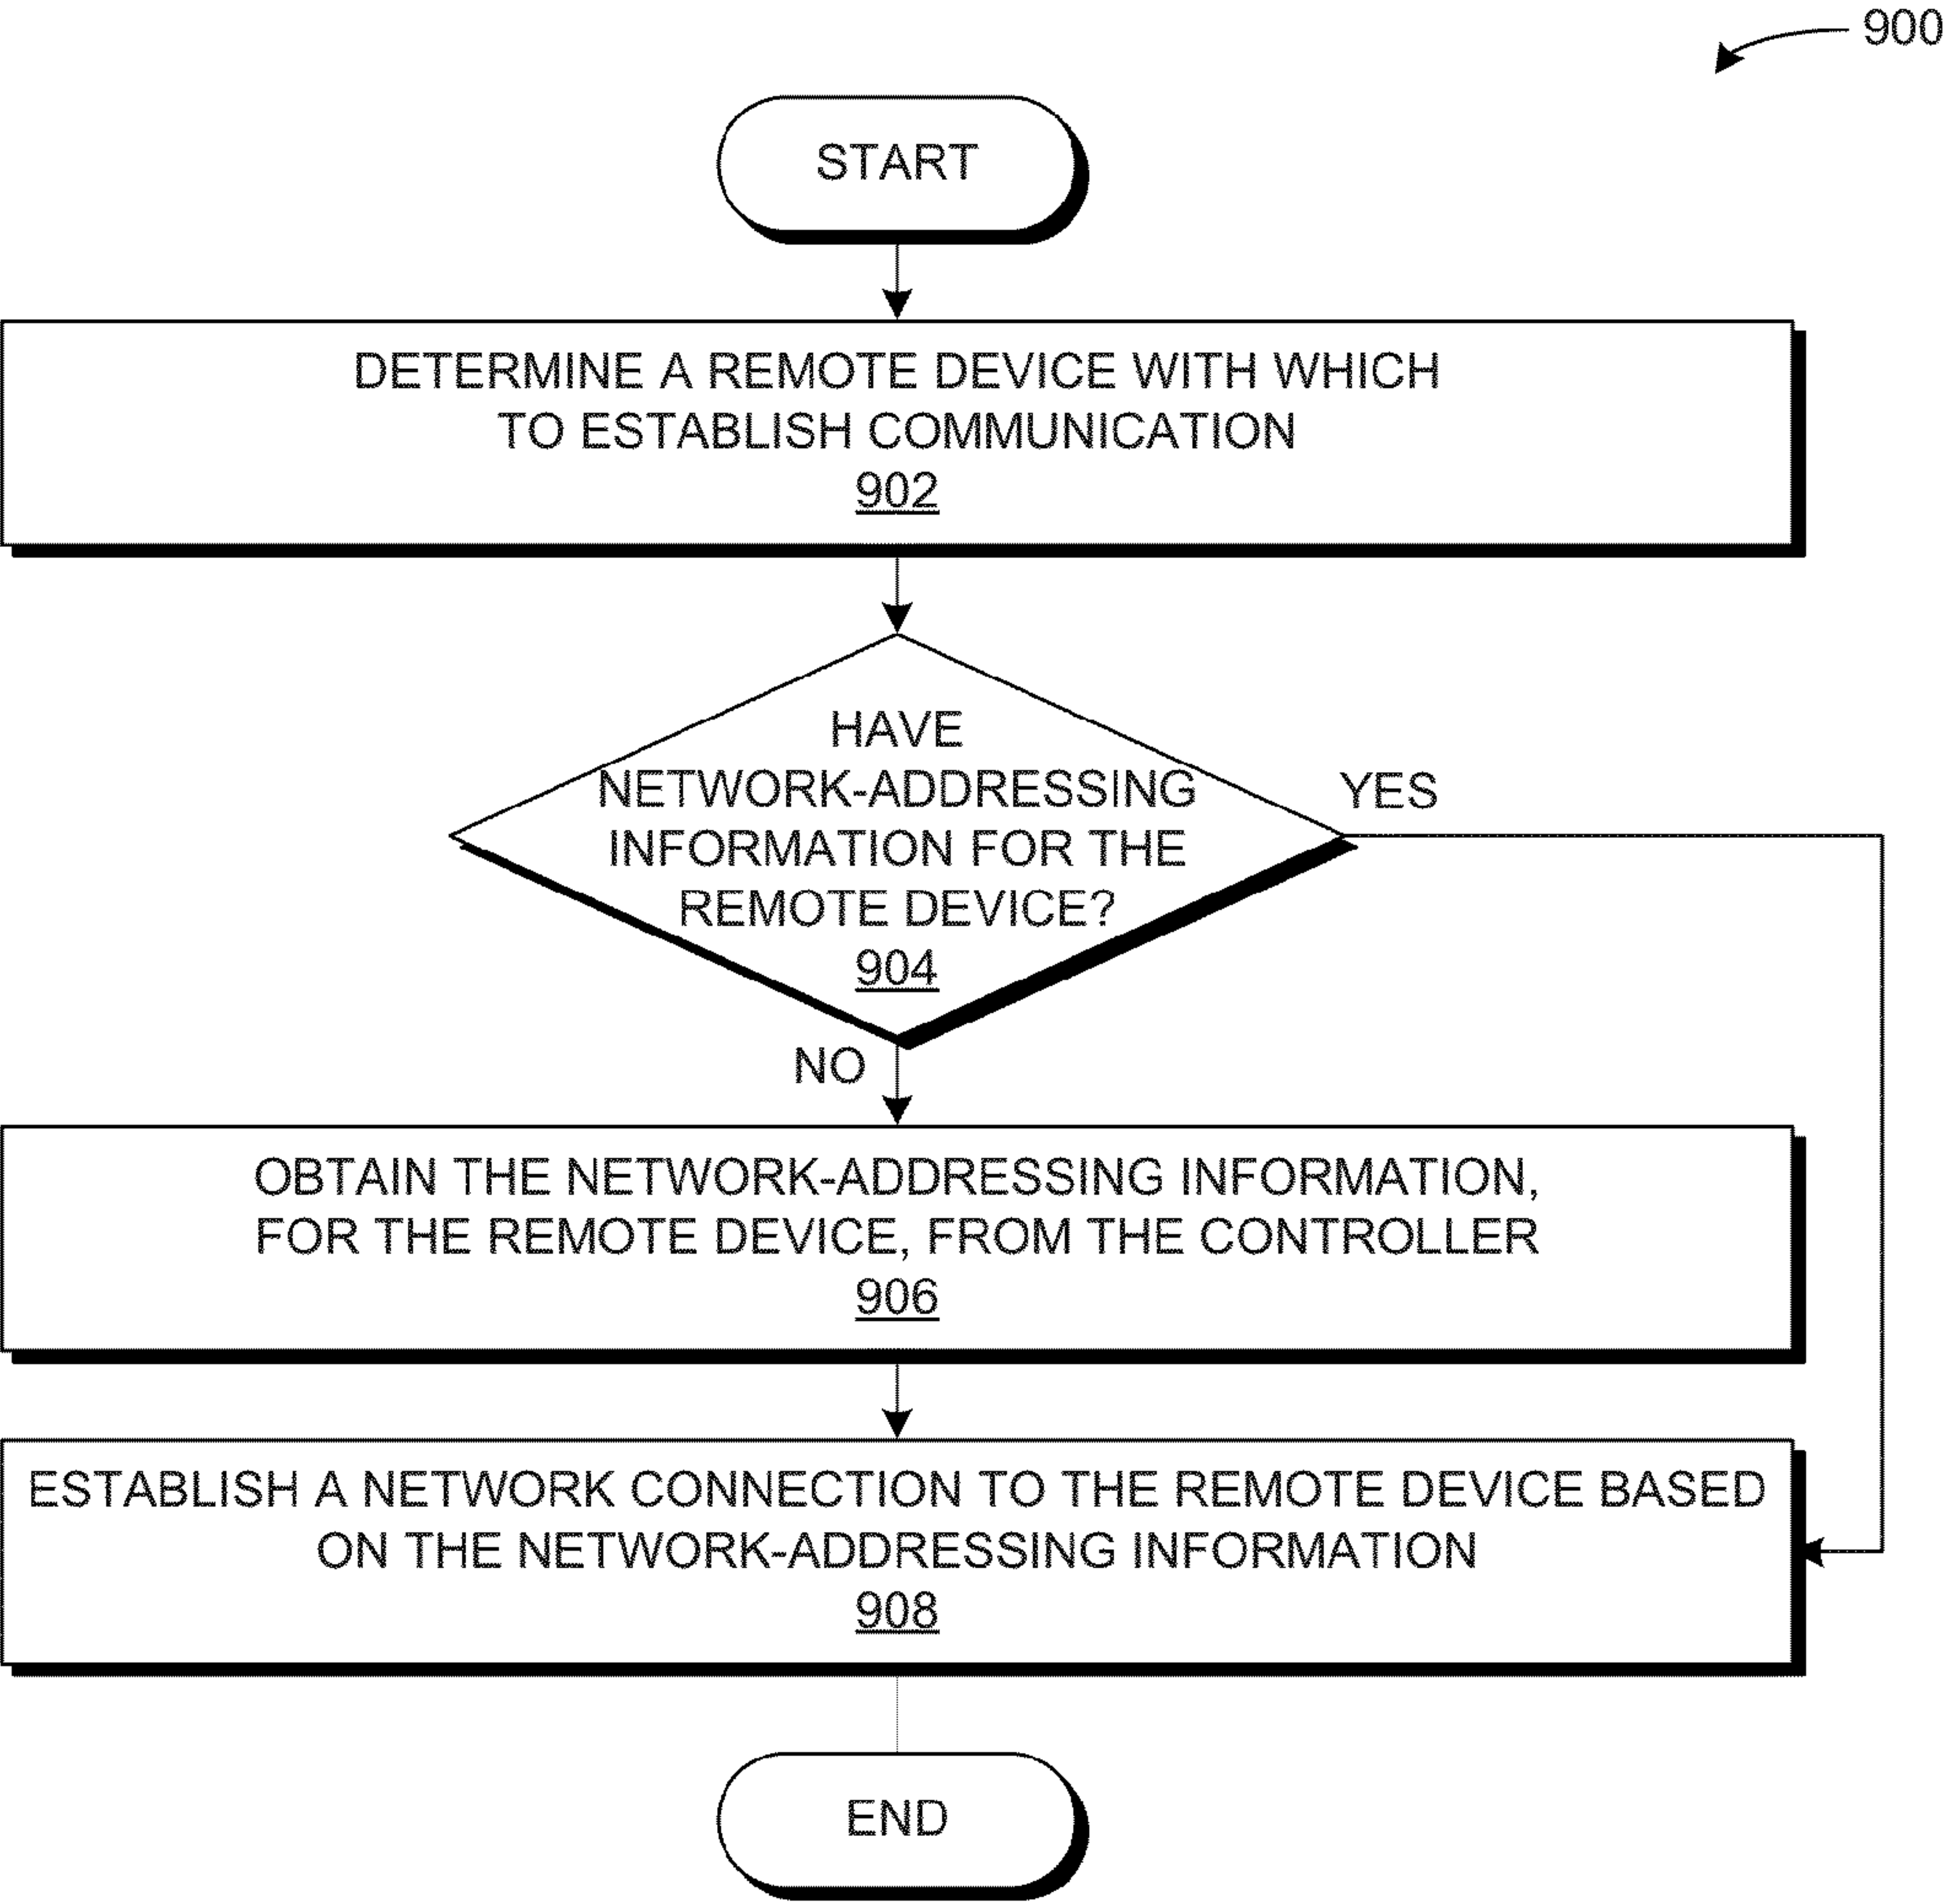 900
START
DETERMINE A REMOTE DEVICE WITH WHICH
TO ESTABLISH COMMUNICATION
902
HAVE
NETWORK-ADDRESSING
INFORMATION FOR THE
REMOTE DEVICE?
904
YES
NO
OBTAIN THE NETWORK-ADDRESSING INFORMATION,
FOR THE REMOTE DEVICE, FROM THE CONTROLLER
906
ESTABLISH A NETWORK CONNECTION TO THE REMOTE DEVICE BASED
ON THE NETWORK-ADDRESSING INFORMATION
908
END